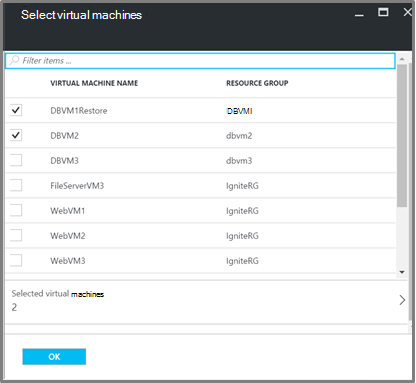 Select virtual machines
Filter items ...
VIRTUAL MACHINE NAME RESOURCE GROUP
DBVM1Restore DBVMI
DBVM2 dbvm2
DBVM3 dbvm3
FileServerVM3 IgniteRG
WebVM1 IgniteRG
WebVM2 IgniteRG
WebVM3 IgniteRG
Selected virtual machines
2
OK